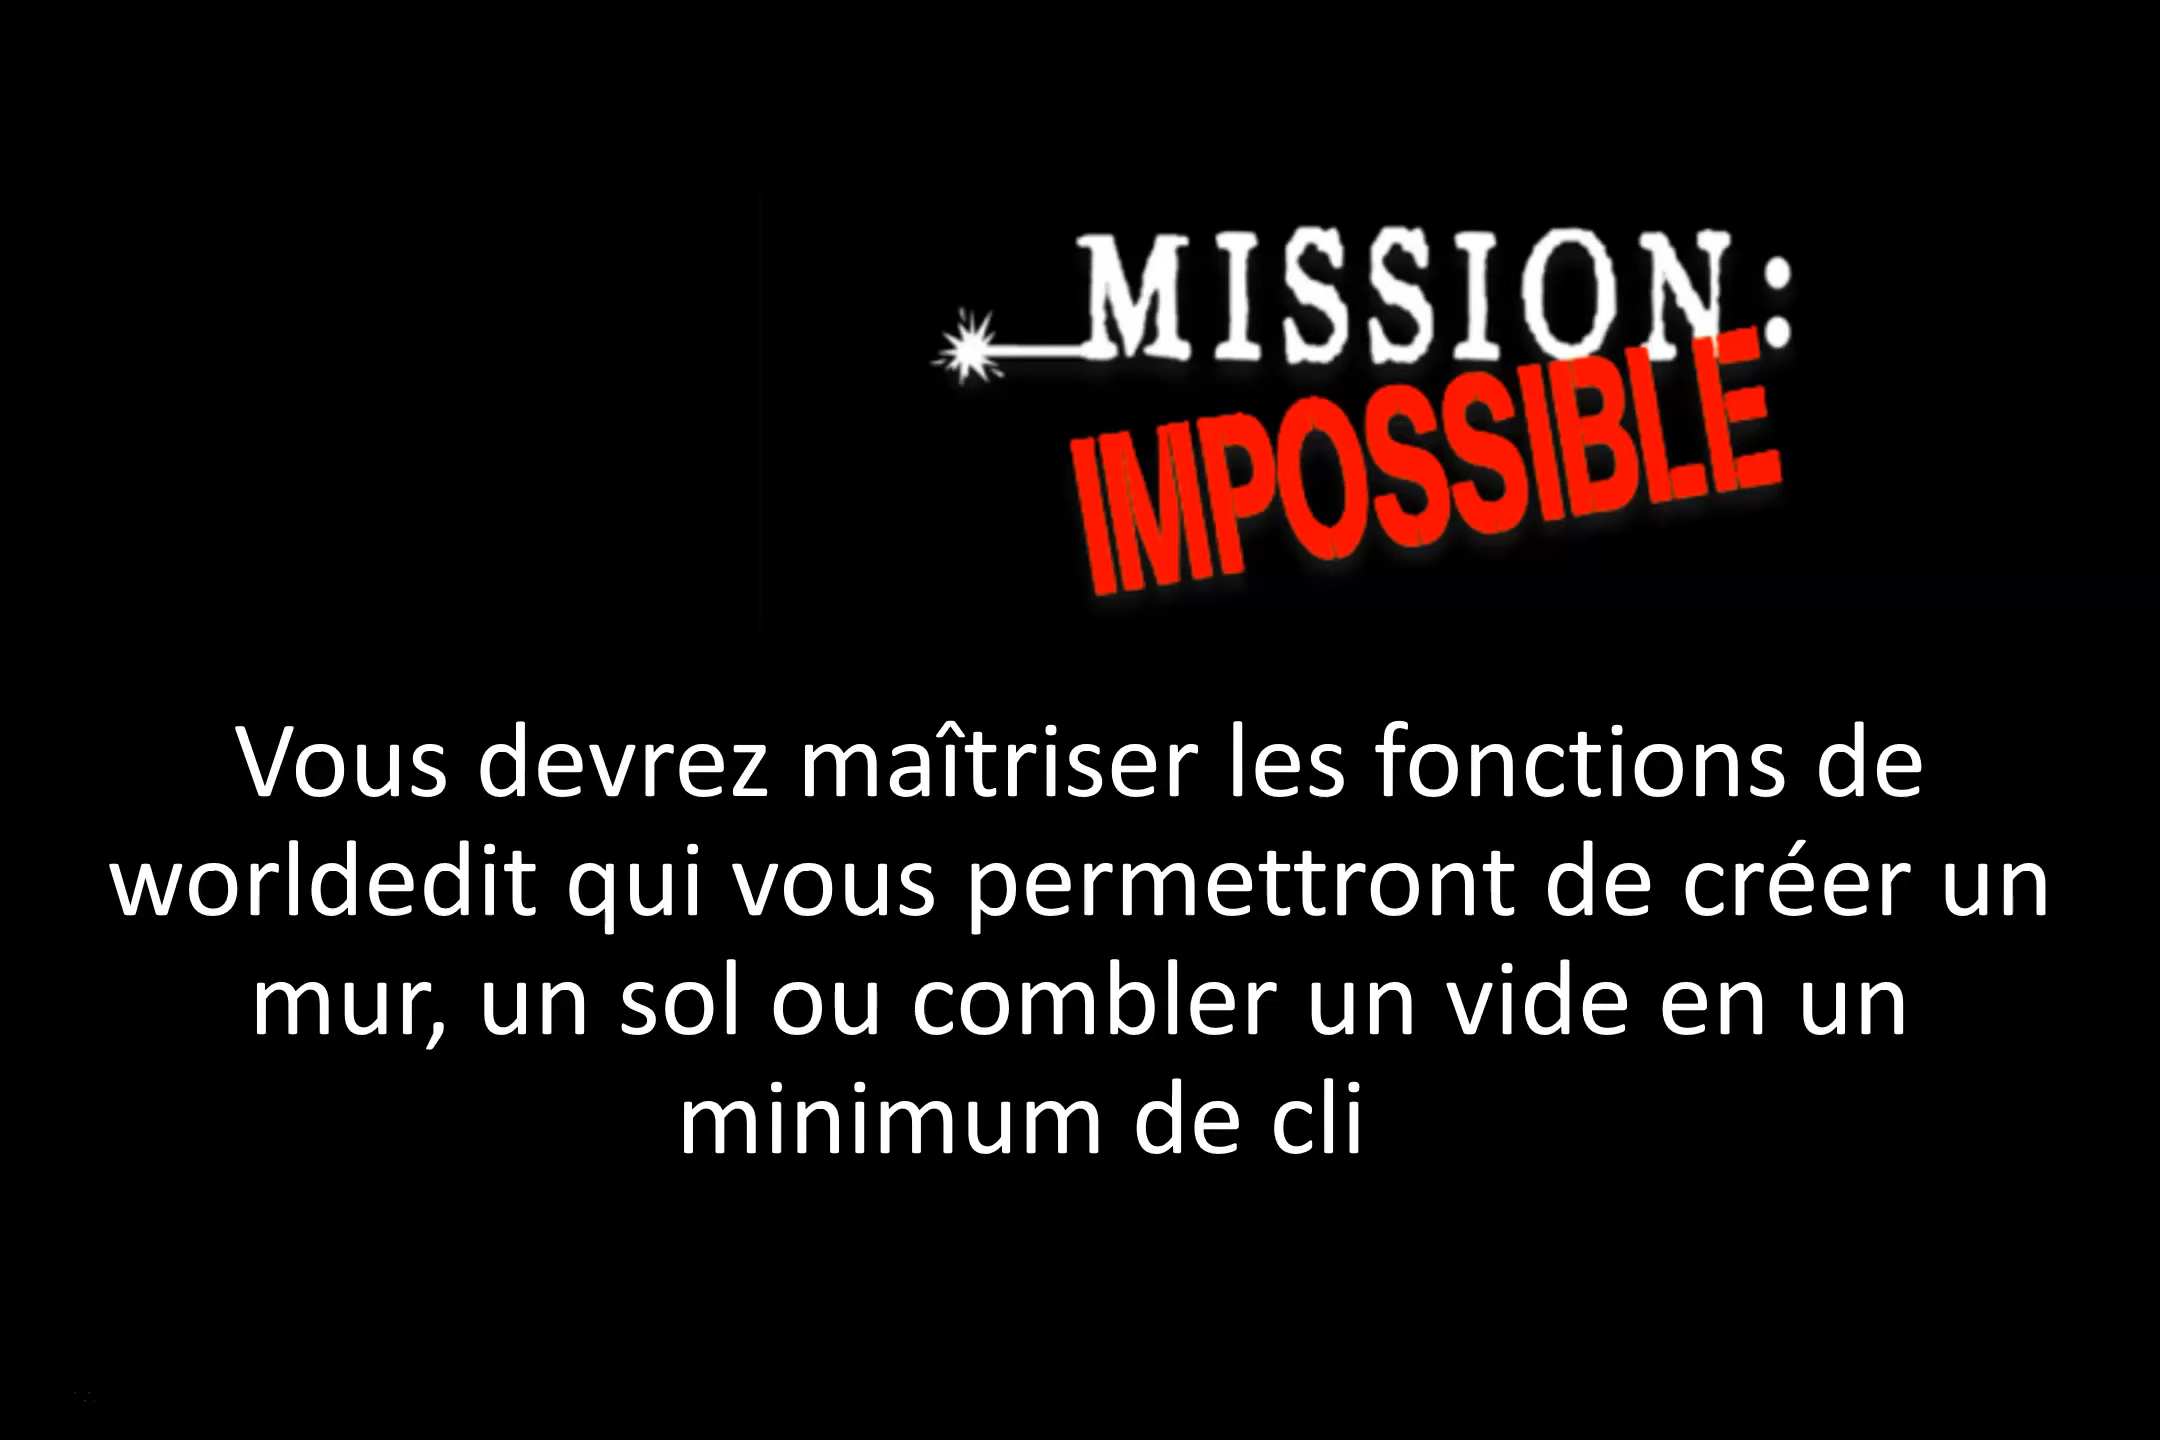 MISSION:
IMPOSSIBLE
Vous devrez maîtriser les fonctions de
worldedit qui vous permettront de créer un
mur, un sol ou combler un vide en un
minimum de cli